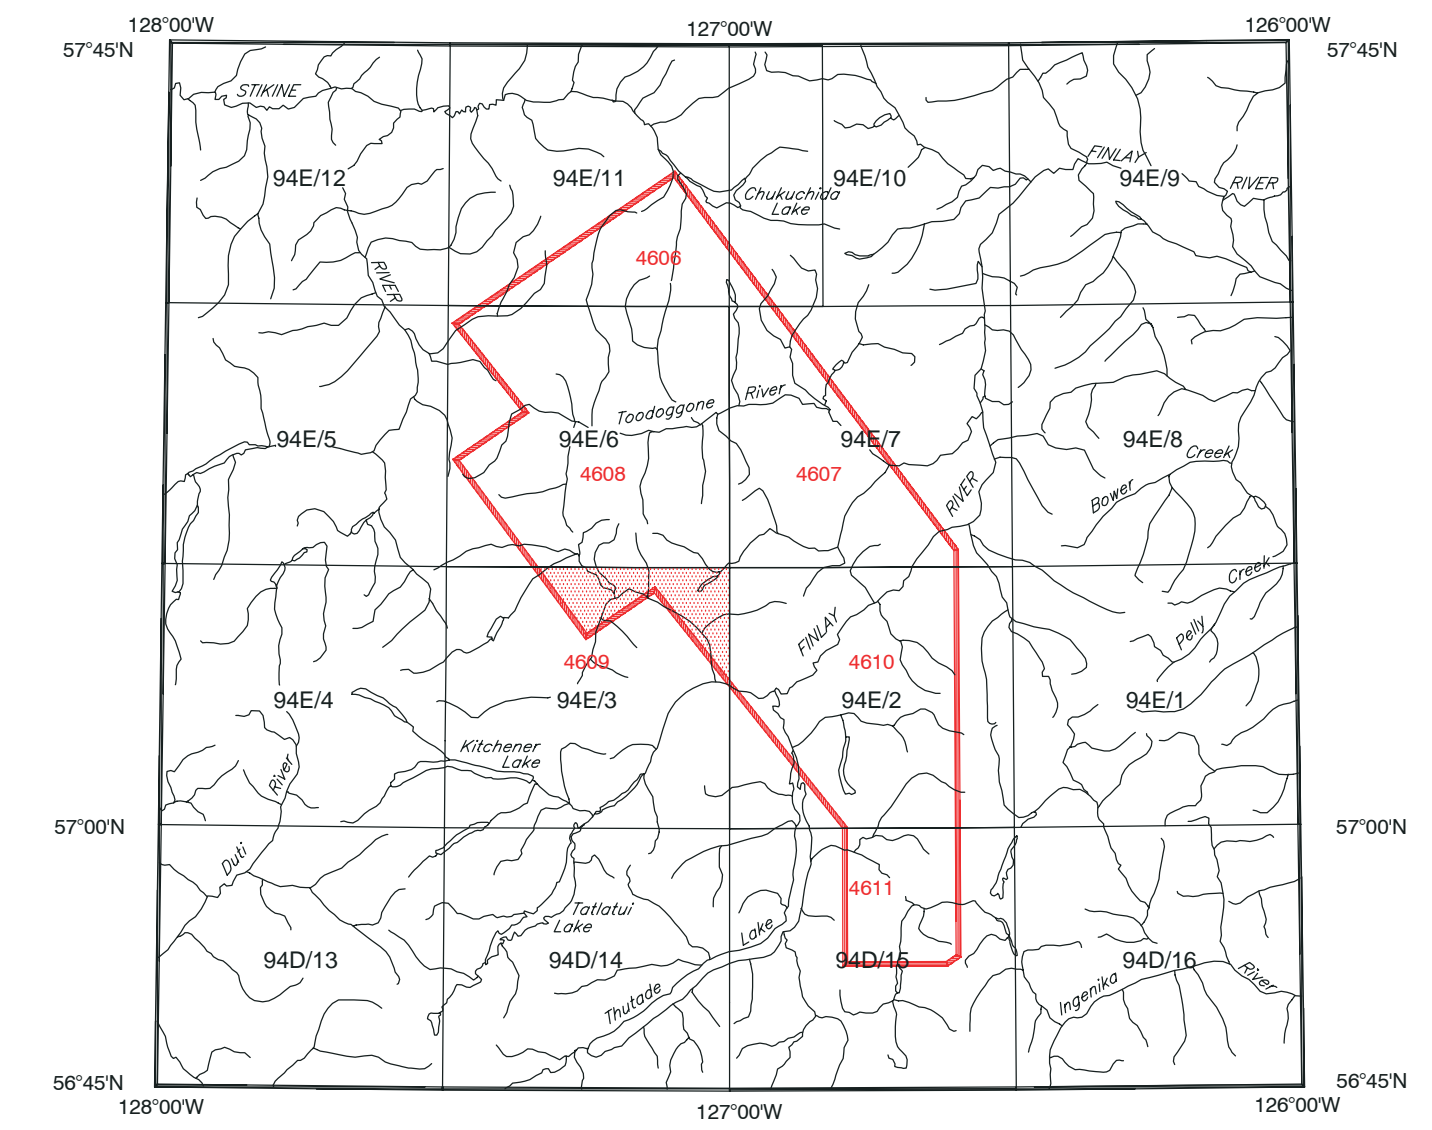 128°00'W
127°00'W
126°00'W
57°45'N
57°45'N
STIKINE
FINLAY
94E/12
94E/11
94E/10
94E/9
RIVER
Chukuchida
Lake
4606
RIVER
River
Toodoggone
94E/5
94E/6
94E/7
94E/8
Creek
4608
4607
RIVER
Bower
Creek
FINLAY
Pelly
4609
4610
94E/4
94E/3
94E/2
94E/1
Kitchener
Lake
River
57°00'N
57°00'N
Duti
4611
Tatlatui
Lake
Lake
94D/13
94D/14
94D/15
94D/16
River
Ingenika
Thutade
56°45'N
56°45'N
128°00'W
127°00'W
126°00'W